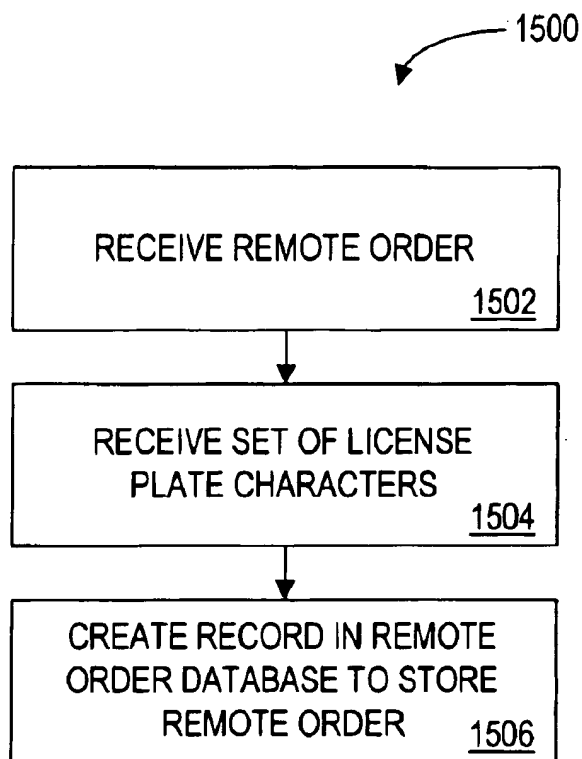 1500
RECEIVE REMOTE ORDER
1502
RECEIVE SET OF LICENSE
PLATE CHARACTERS
1504
CREATE RECORD IN REMOTE
ORDER DATABASE TO STORE
REMOTE ORDER
1506